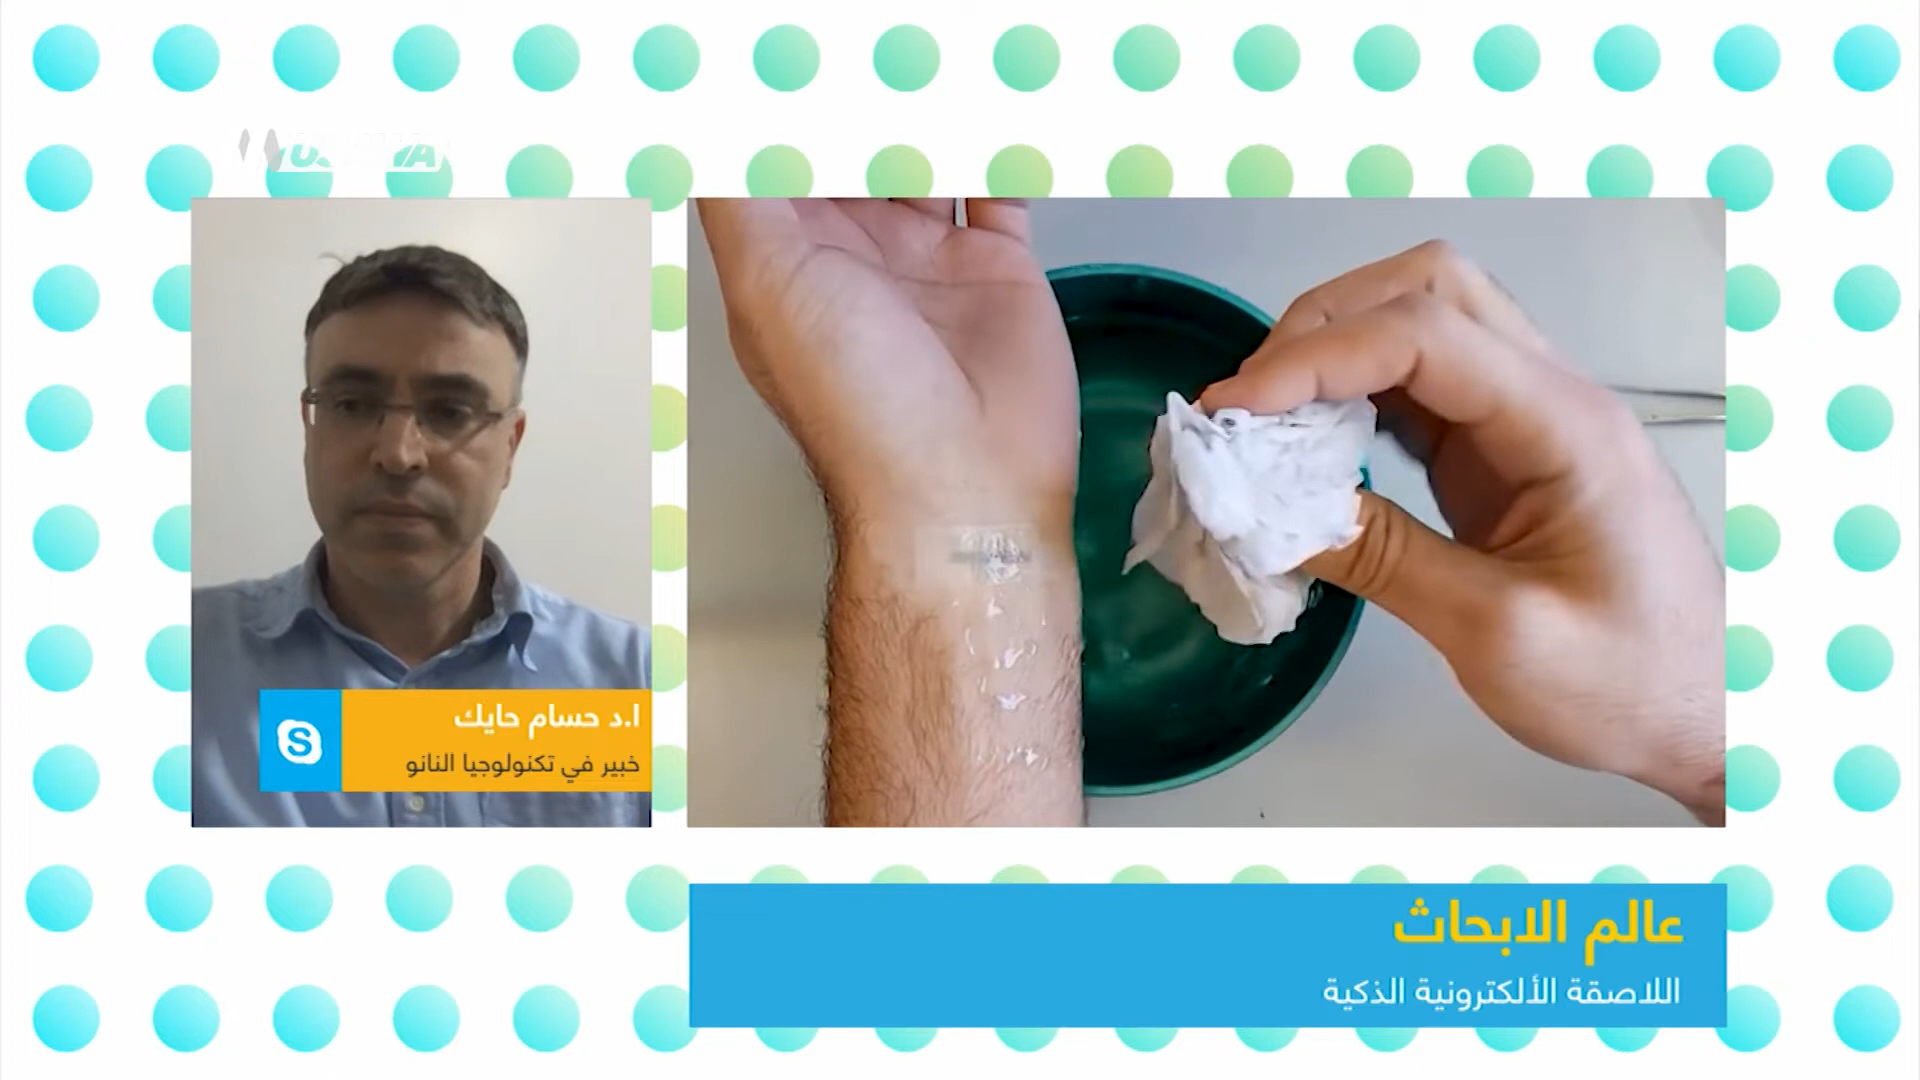 ا.د حسام حايك
خبير في تكنولوجيا النانو
عالم الابحاث
اللاصقة الألكترونية الذكية